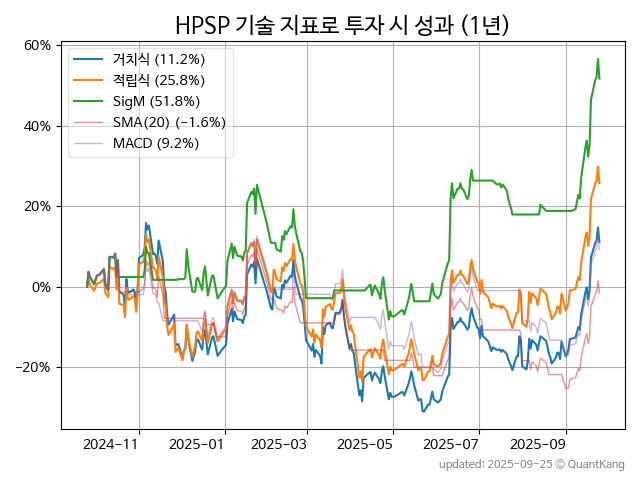 HPSP 기술 지표로 투자 시 성과 (1년)
60%
40%
20%
0%
−20%
거치식 (11.2%)
적립식 (25.8%)
SigM (51.8%)
SMA(20) (−1.6%)
MACD (9.2%)
2024-11
2025-01
2025-03
2025-05
2025-07
2025-09
updated: 2025-09-25 © QuantKang